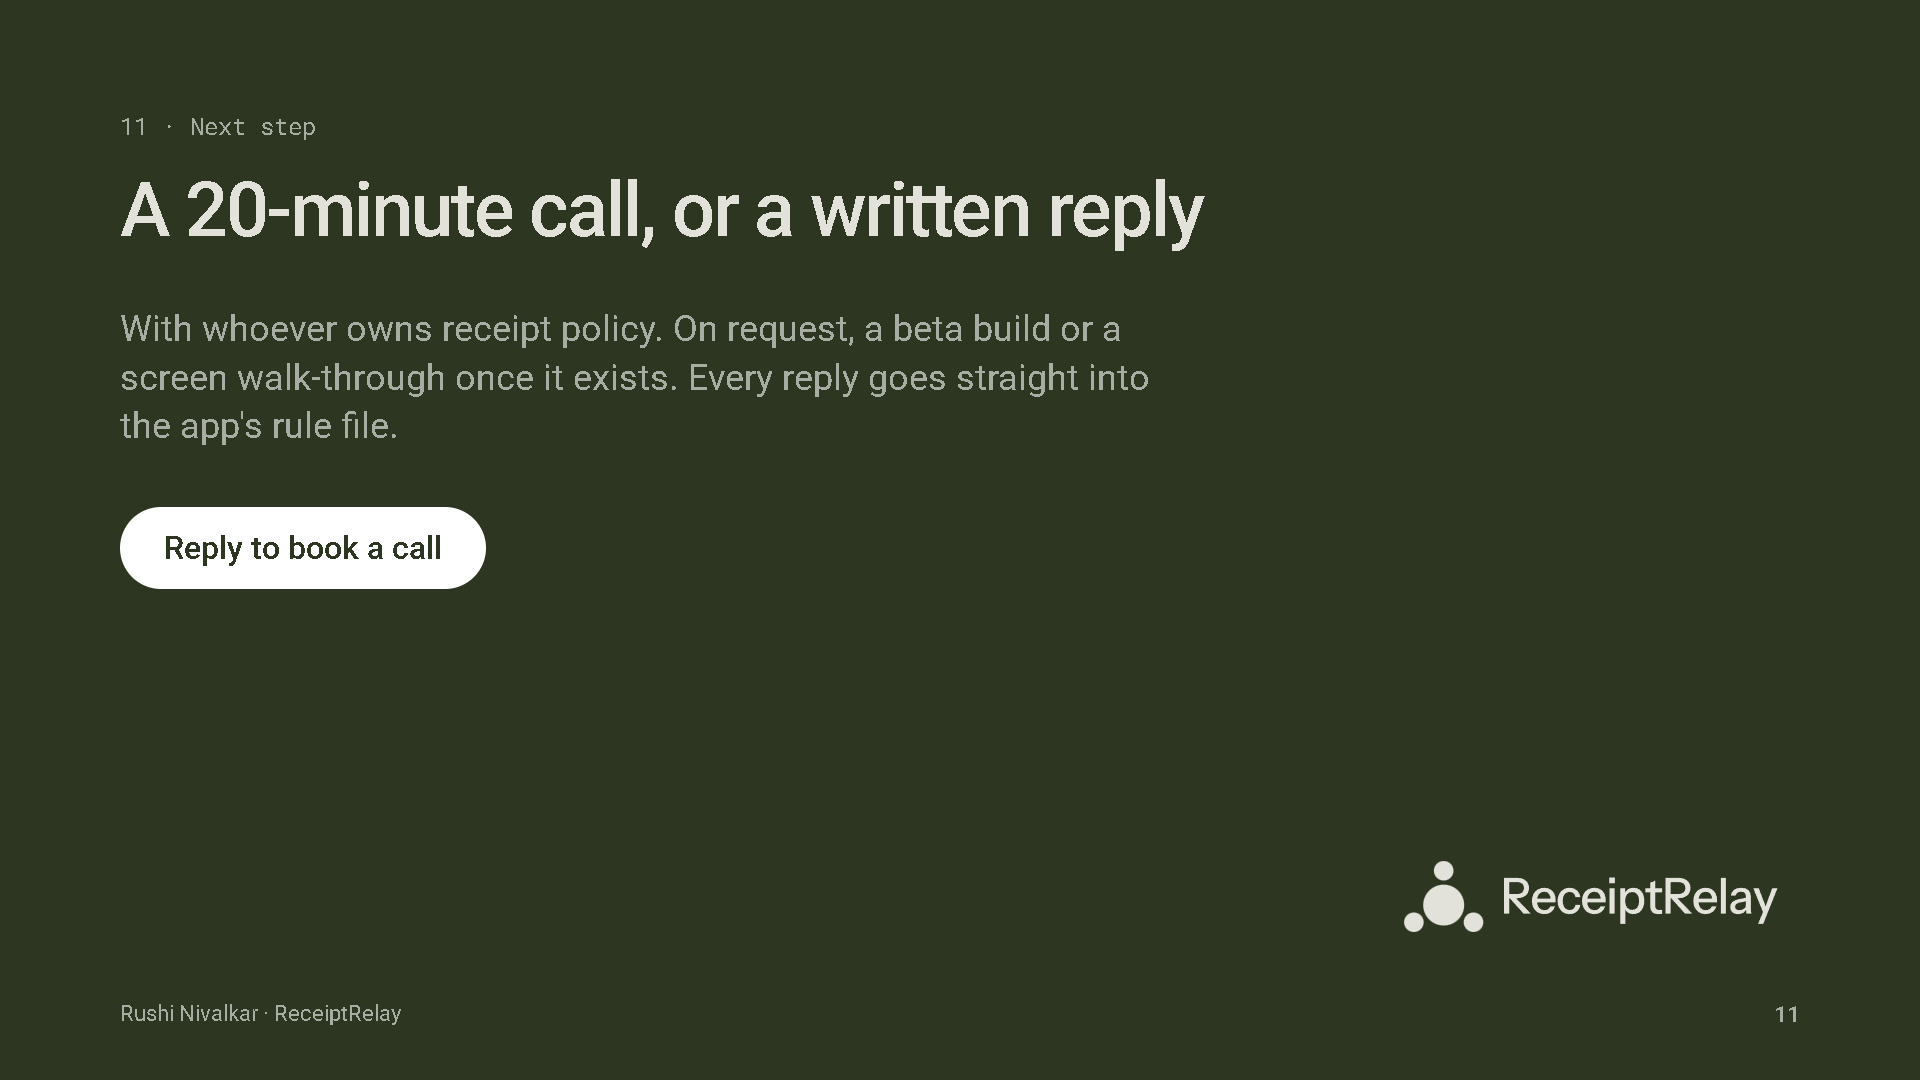 11 · Next step
A 20-minute call, or a written reply
With whoever owns receipt policy. On request, a beta build or a
screen walk-through once it exists. Every reply goes straight into
the app's rule file.
Reply to book a call
ReceiptRelay
Rushi Nivalkar · ReceiptRelay
11